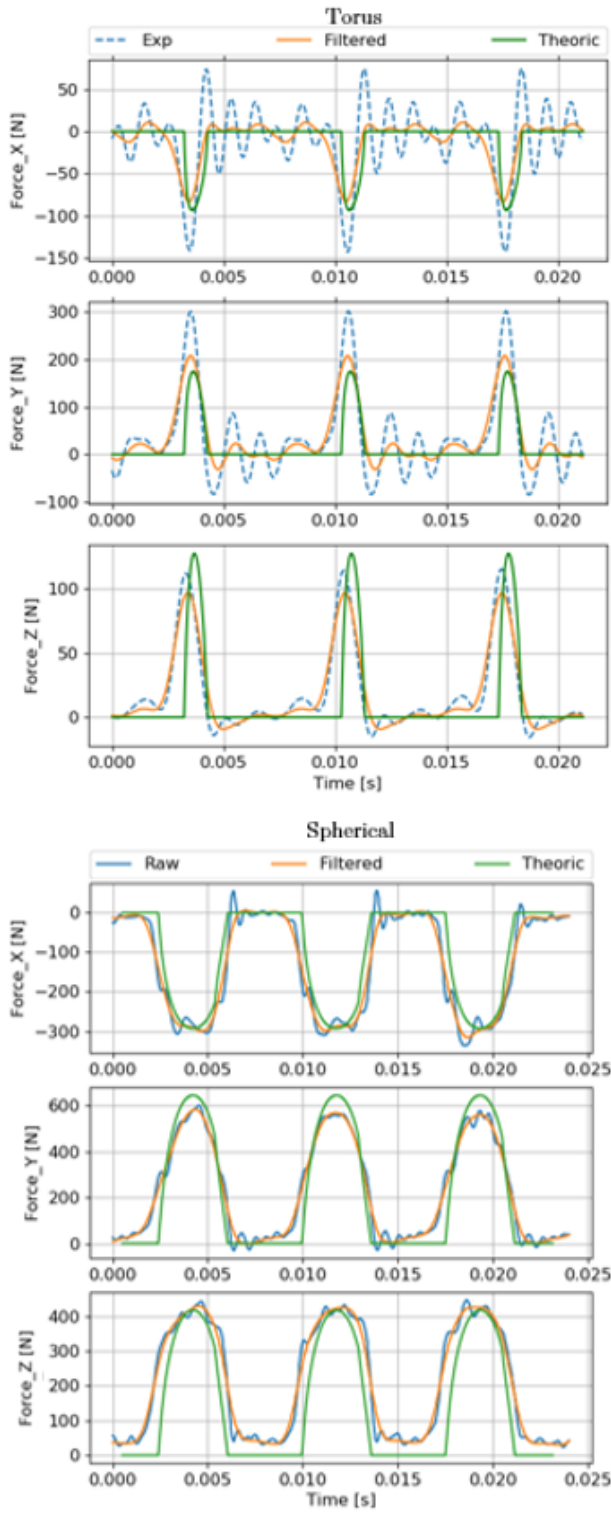 Torus
Exp Filtered Theoric
50
0
−50
−100
−150
Force_X [N]
0.000 0.005 0.010 0.015 0.020
300
200
100
0
−100
Force_Y [N]
0.000 0.005 0.010 0.015 0.020
100
50
0
Force_Z [N]
0.000 0.005 0.010 0.015 0.020
Time [s]
Spherical
Raw Filtered Theoric
0
−100
−200
−300
Force_X [N]
0.000 0.005 0.010 0.015 0.020 0.025
600
400
200
0
Force_Y [N]
0.000 0.005 0.010 0.015 0.020 0.025
400
300
200
100
0
Force_Z [N]
0.000 0.005 0.010 0.015 0.020 0.025
Time [s]